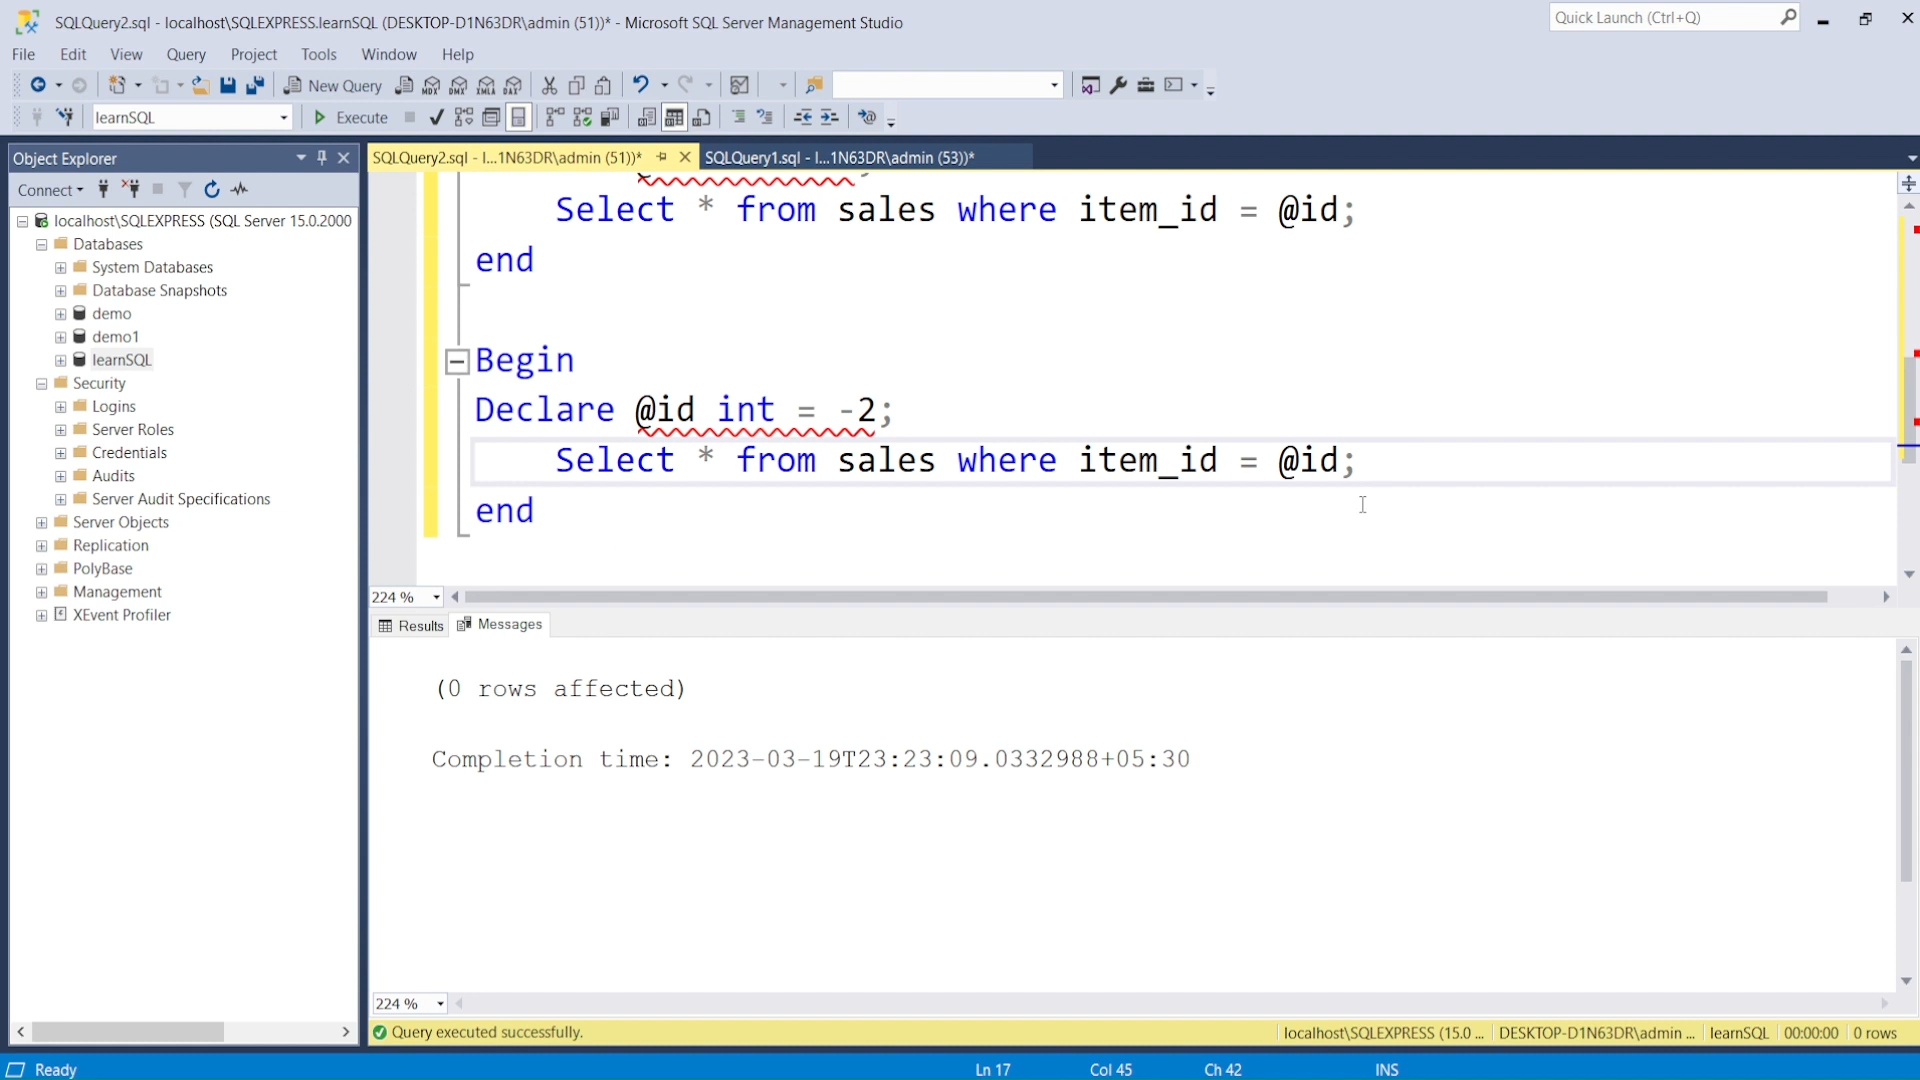 SQLQuery2.sql - localhost\SQLEXPRESS.learnSQL (DESKTOP-D1N63DR\admin (51))* - Microsoft SQL Server Management Studio
Quick Launch (Ctrl+Q)
File Edit View Query Project Tools Window Help
New Query
MDX DMX XMLA DAX
learnSQL
Execute
Object Explorer
SQLQuery2.sql - l...1N63DR\admin (51))*
SQLQuery1.sql - l...1N63DR\admin (53))*
Connect
localhost\SQLEXPRESS (SQL Server 15.0.2000
Databases
System Databases
Database Snapshots
demo
demo1
learnSQL
Security
Logins
Server Roles
Credentials
Audits
Server Audit Specifications
Server Objects
Replication
PolyBase
Management
XEvent Profiler
Select * from sales where item_id = @id;
end
Begin
Declare @id int = -2;
Select * from sales where item_id = @id;
end
224 %
Results
Messages
(0 rows affected)
Completion time: 2023-03-19T23:23:09.0332988+05:30
224 %
Query executed successfully.
localhost\SQLEXPRESS (15.0 ...
DESKTOP-D1N63DR\admin ...
learnSQL
00:00:00
0 rows
Ready
Ln 17
Col 45
Ch 42
INS